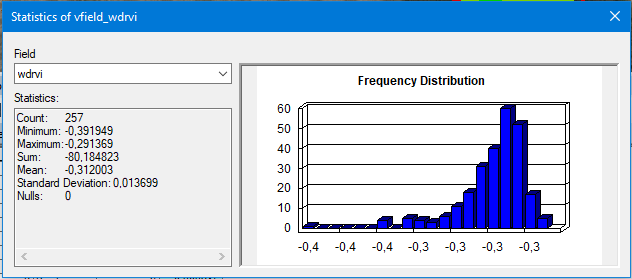 Statistics of vfield_wdrvi
Field
wdrvi
Statistics:
Count: 257
Minimum: -0,391949
Maximum: -0,291369
Sum: -80,184823
Mean: -0,312003
Standard Deviation: 0,013699
Nulls: 0
Frequency Distribution
60
50
40
30
20
10
0
-0,4 -0,4 -0,4 -0,3 -0,3 -0,3 -0,3